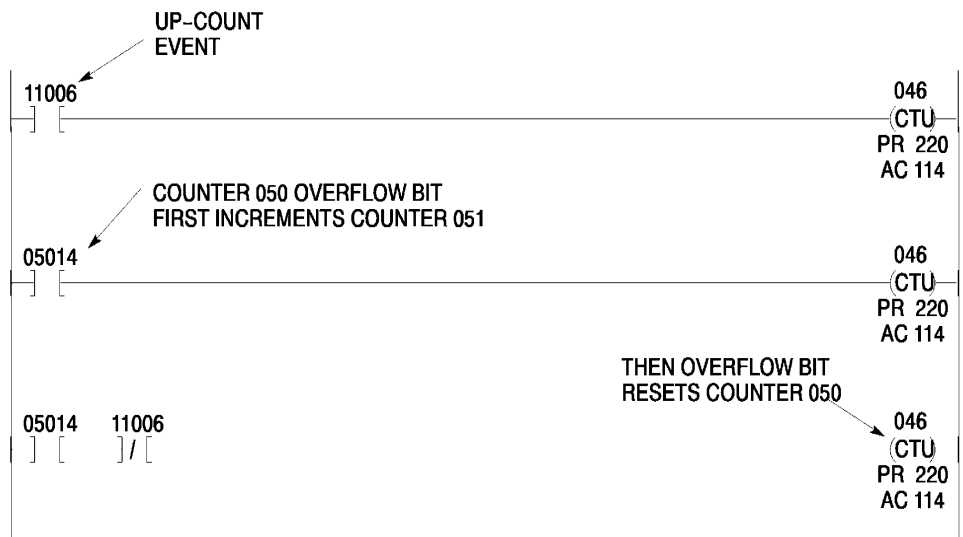 UP-COUNT
EVENT
11006
] [
046
(CTU)
PR 220
AC 114
COUNTER 050 OVERFLOW BIT
FIRST INCREMENTS COUNTER 051
05014
] [
046
(CTU)
PR 220
AC 114
THEN OVERFLOW BIT
RESETS COUNTER 050
05014 11006
] [ ]/[
046
(CTU)
PR 220
AC 114